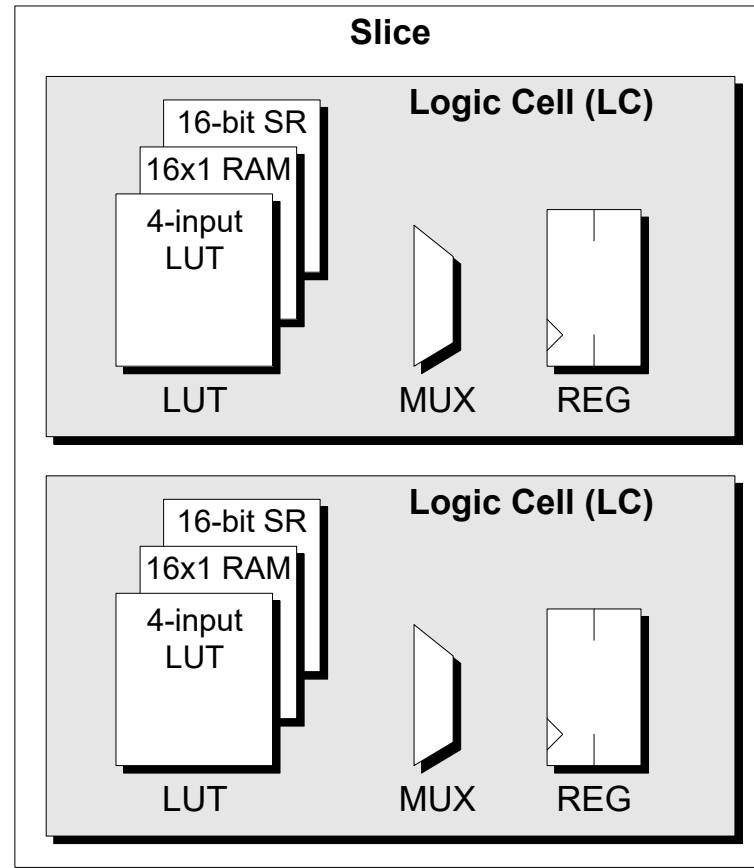 Slice
Logic Cell (LC)
16-bit SR
16x1 RAM
4-input
LUT
LUT
MUX
REG
Logic Cell (LC)
16-bit SR
16x1 RAM
4-input
LUT
LUT
MUX
REG